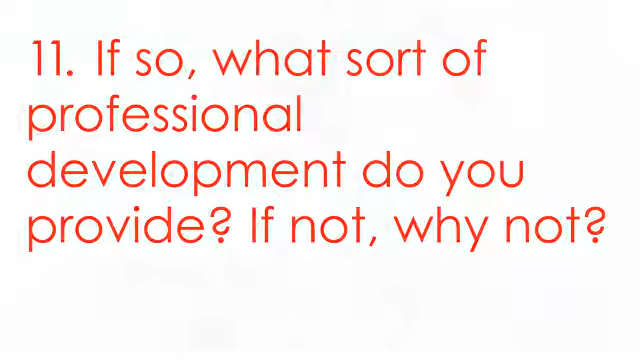 11. If so, what sort of
professional
development do you
provide? If not, why not?